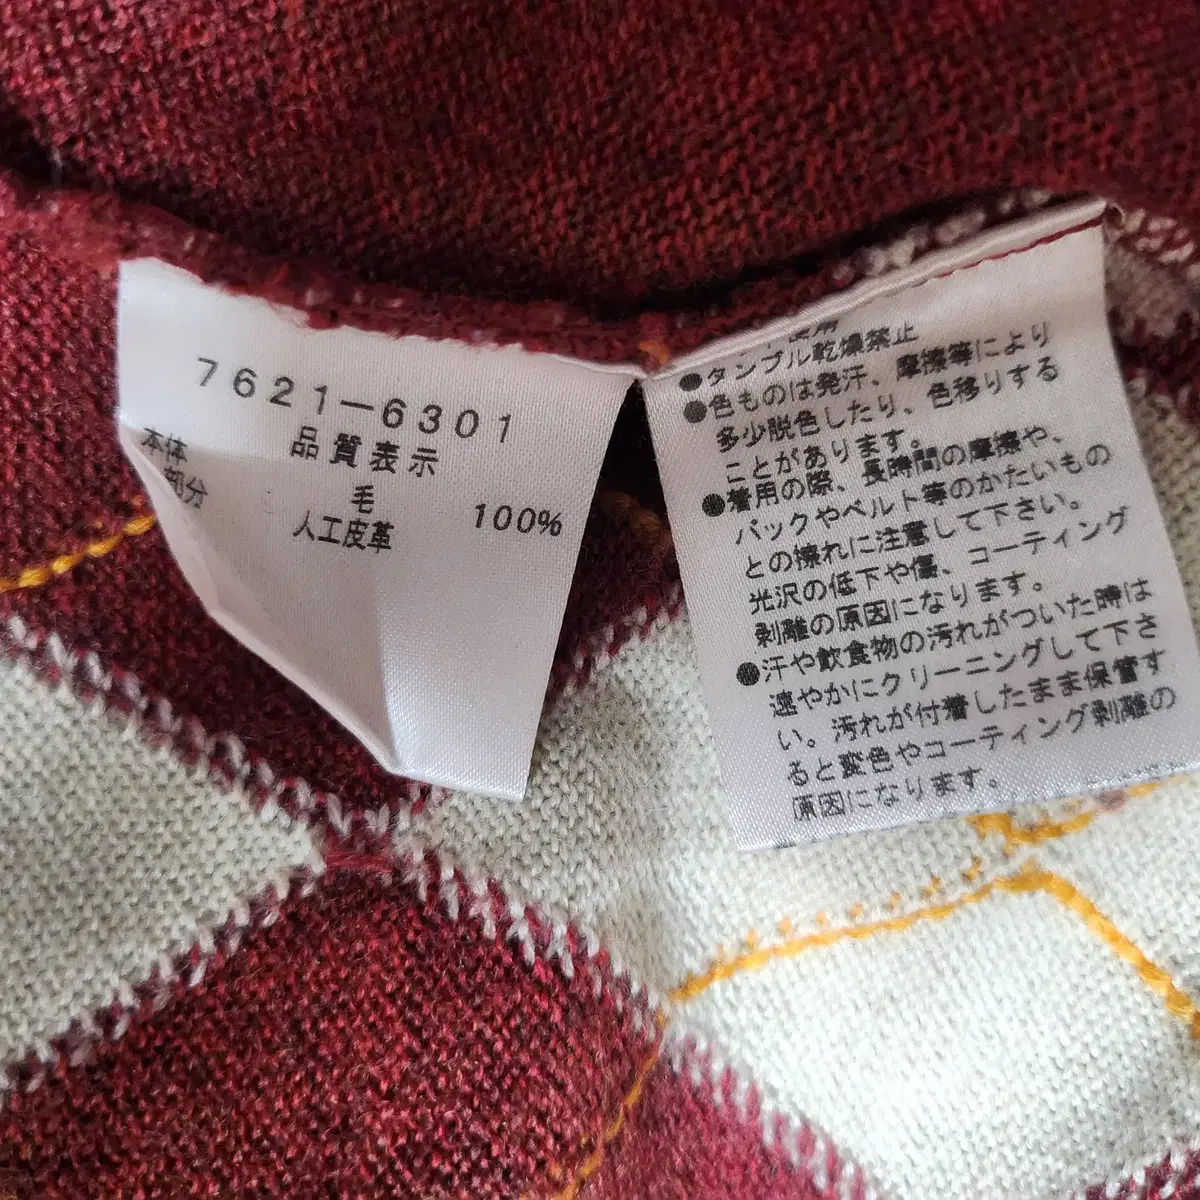 7621-6301
品質表示
本体 毛 100%
部分 人工皮革
使用
●タンブル乾燥禁止
●色ものは発汗、摩擦等により
多少脱色したり、色移りする
ことがあります。
●着用の際、長時間の摩擦や、
バックやベルト等のかたいもの
との擦れに注意して下さい。
光沢の低下や傷、コーティング
剥離の原因になります。
●汗や飲食物の汚れがついた時は
速やかにクリーニングして下さ
い。汚れが付着したまま保管す
ると変色やコーティング剥離の
原因になります。